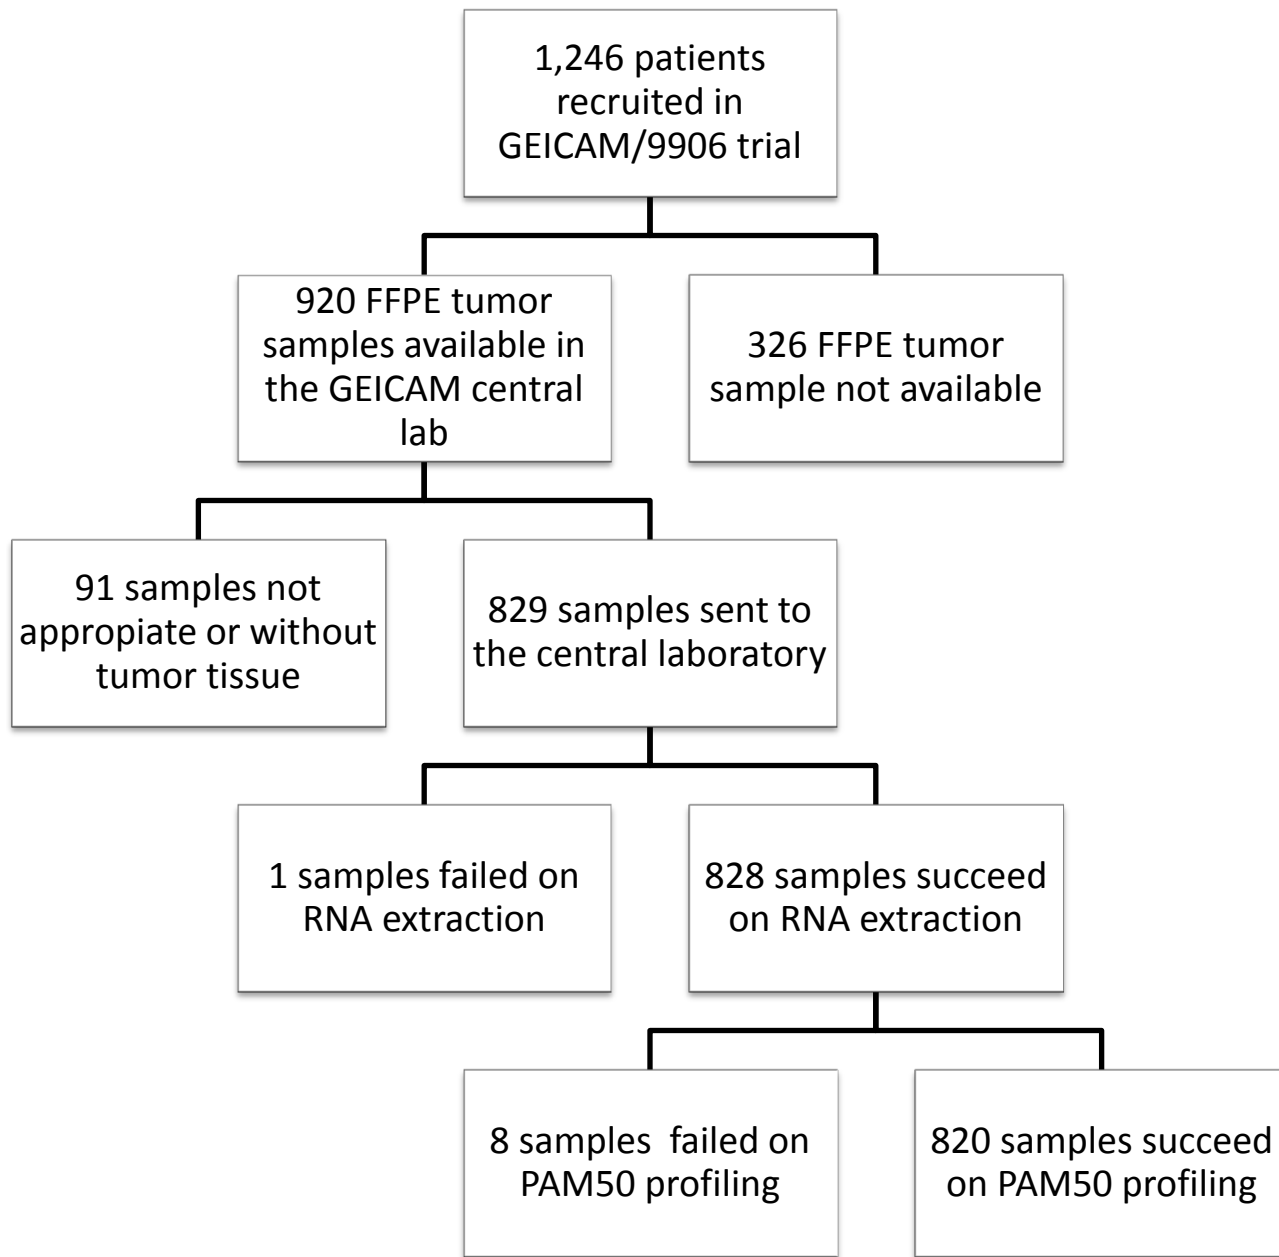 1,246 patients
recruited in
GEICAM/9906 trial
920 FFPE tumor
samples available in
the GEICAM central
lab
326 FFPE tumor
sample not available
91 samples not
appropiate or without
tumor tissue
829 samples sent to
the central laboratory
1 samples failed on
RNA extraction
828 samples succeed
on RNA extraction
8 samples  failed on
PAM50 profiling
820 samples succeed
on PAM50 profiling